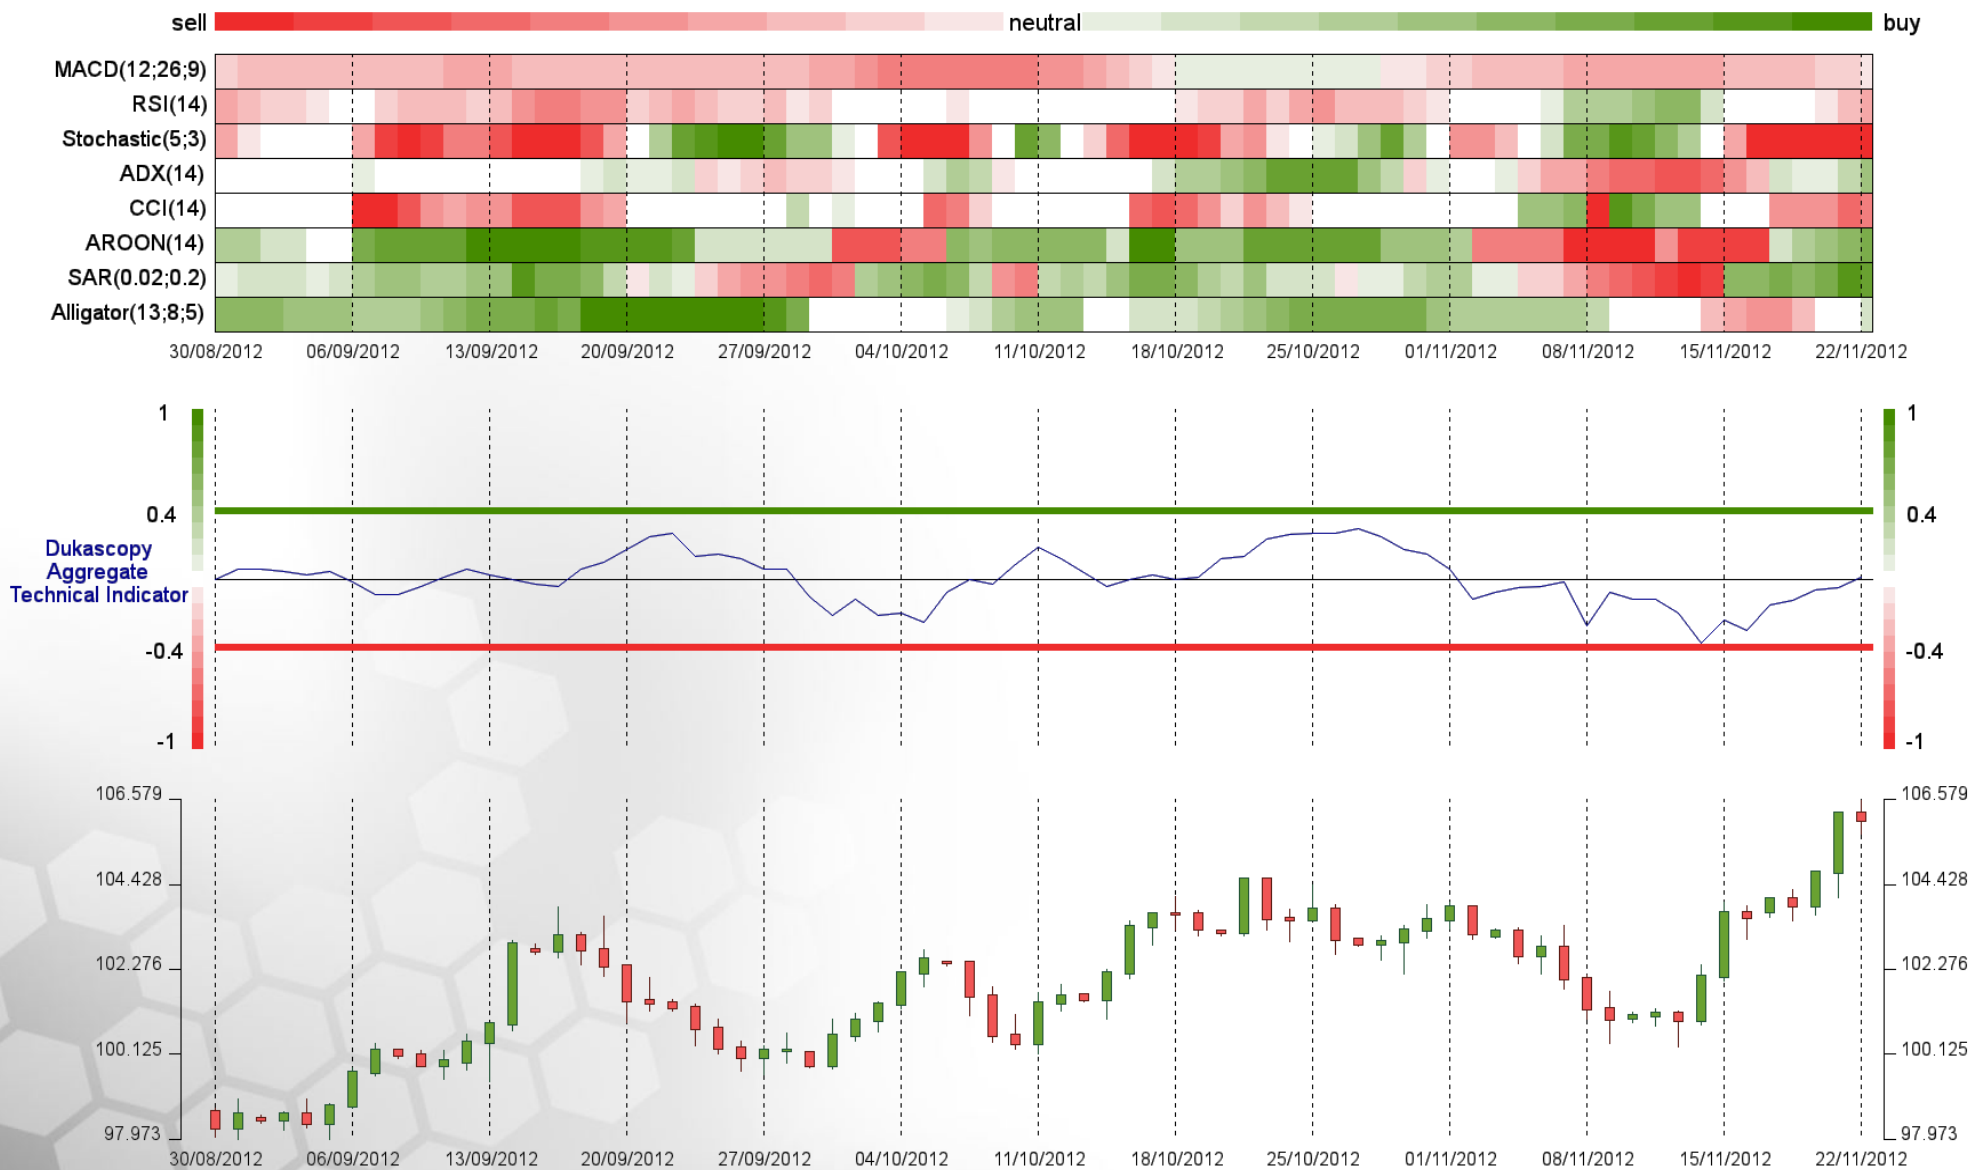 sell neutral buy
MACD(12;26;9)
RSI(14)
Stochastic(5;3)
ADX(14)
CCI(14)
AROON(14)
SAR(0.02;0.2)
Alligator(13;8;5)
30/08/2012 06/09/2012 13/09/2012 20/09/2012 27/09/2012 04/10/2012 11/10/2012 18/10/2012 25/10/2012 01/11/2012 08/11/2012 15/11/2012 22/11/2012
1 1
0.4 0.4
Dukascopy
Aggregate
Technical Indicator
-0.4 -0.4
-1 -1
106.579 106.579
104.428 104.428
102.276 102.276
100.125 100.125
97.973 97.973
30/08/2012 06/09/2012 13/09/2012 20/09/2012 27/09/2012 04/10/2012 11/10/2012 18/10/2012 25/10/2012 01/11/2012 08/11/2012 15/11/2012 22/11/2012